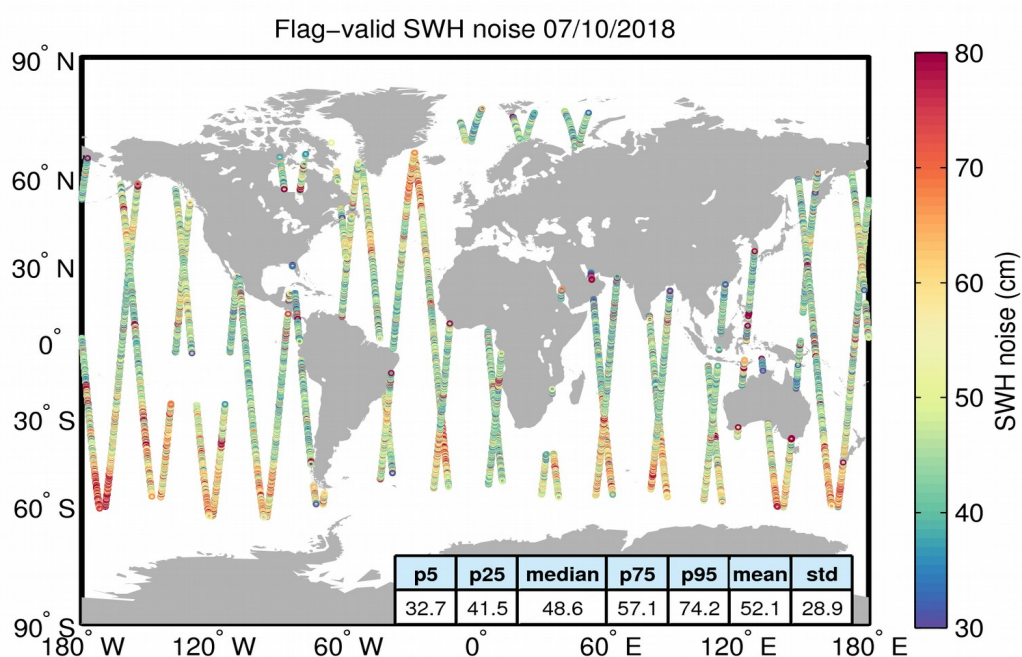 Flag−valid SWH noise 07/10/2018
90° N
60° N
30° N
0°
30° S
60° S
90° S
180° W
120° W
60° W
0°
60° E
120° E
180° E
p5 p25 median p75 p95 mean std
32.7 41.5 48.6 57.1 74.2 52.1 28.9
80
70
60
50
40
30
SWH noise (cm)